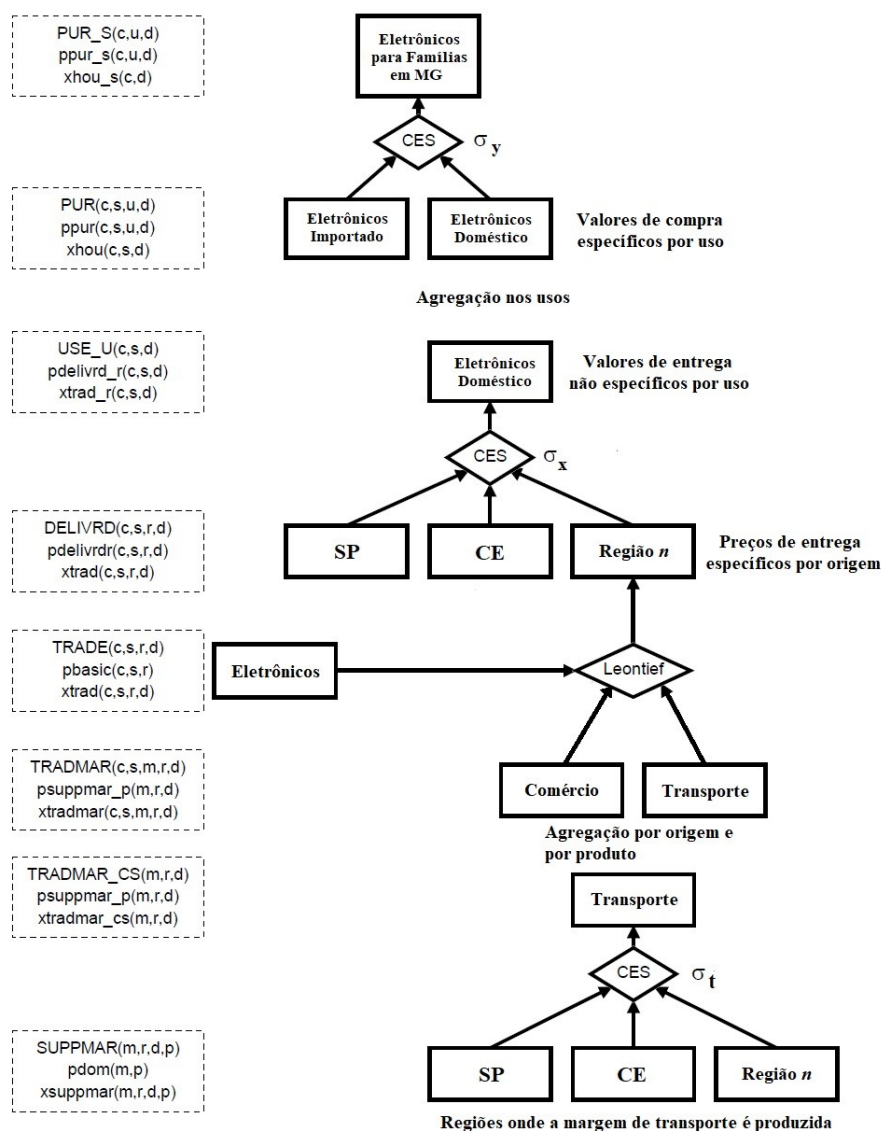 PUR_S(c,u,d)
ppur_s(c,u,d)
xhou_s(c,d)
Eletrônicos
para Famílias
em MG
CES
σy
PUR(c,s,u,d)
ppur(c,s,u,d)
xhou(c,s,d)
Eletrônicos
Importado
Eletrônicos
Doméstico
Valores de compra
específicos por uso
Agregação nos usos
USE_U(c,s,d)
pdelivrd_r(c,s,d)
xtrad_r(c,s,d)
Eletrônicos
Doméstico
Valores de entrega
não específicos por uso
CES
σx
DELIVRD(c,s,r,d)
pdelivrdr(c,s,r,d)
xtrad(c,s,r,d)
SP
CE
Região n
Preços de entrega
específicos por origem
TRADE(c,s,r,d)
pbasic(c,s,r)
xtrad(c,s,r,d)
Eletrônicos
Leontief
TRADMAR(c,s,m,r,d)
psuppmar_p(m,r,d)
xtradmar(c,s,m,r,d)
Comércio
Transporte
Agregação por origem e
por produto
TRADMAR_CS(m,r,d)
psuppmar_p(m,r,d)
xtradmar_cs(m,r,d)
Transporte
CES
σt
SUPPMAR(m,r,d,p)
pdom(m,p)
xsuppmar(m,r,d,p)
SP
CE
Região n
Regiões onde a margem de transporte é produzida